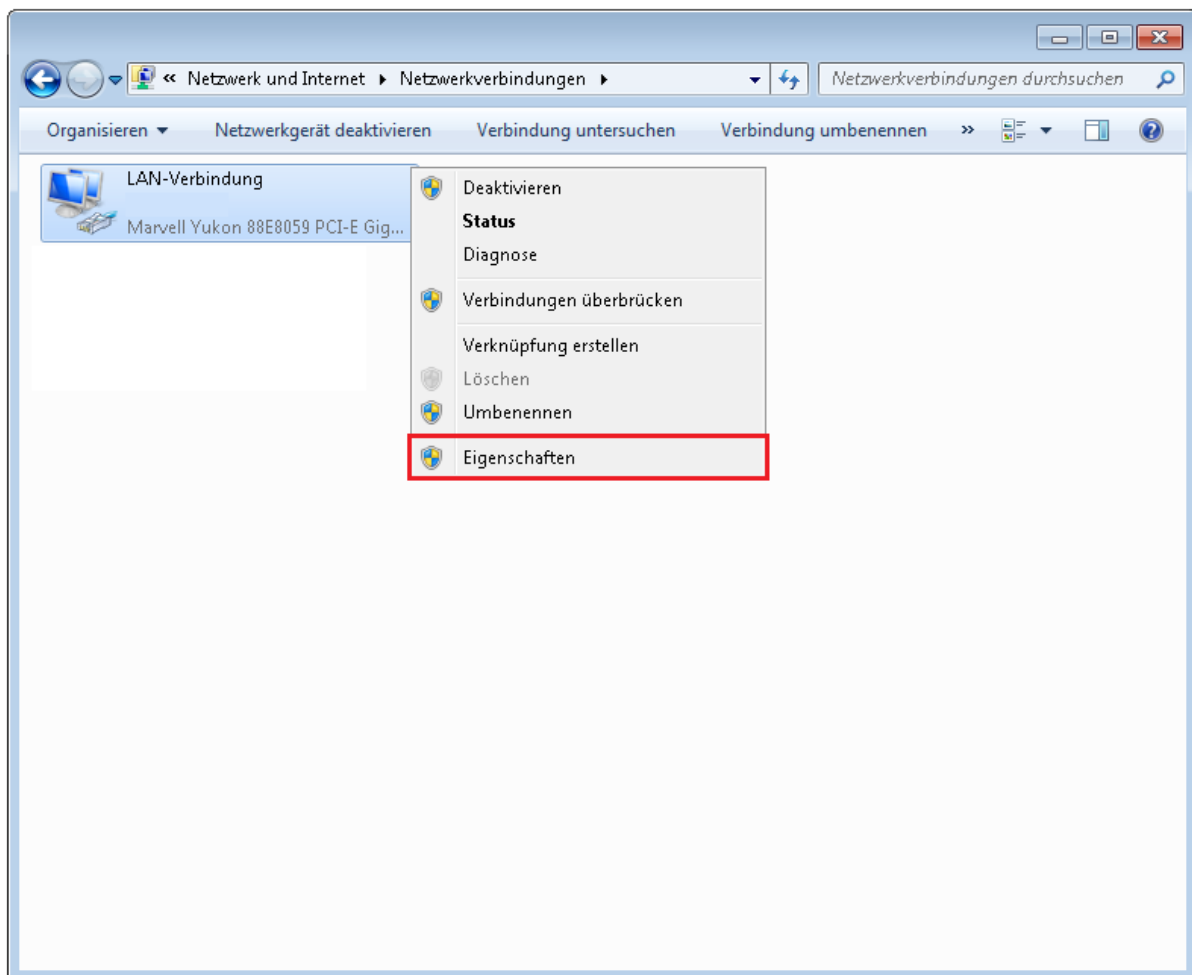 « Netzwerk und Internet ▸ Netzwerkverbindungen ▸
Netzwerkverbindungen durchsuchen
Organisieren Netzwerkgerät deaktivieren Verbindung untersuchen Verbindung umbenennen »
LAN-Verbindung
Marvell Yukon 88E8059 PCI-E Gig...
Deaktivieren
Status
Diagnose
Verbindungen überbrücken
Verknüpfung erstellen
Löschen
Umbenennen
Eigenschaften